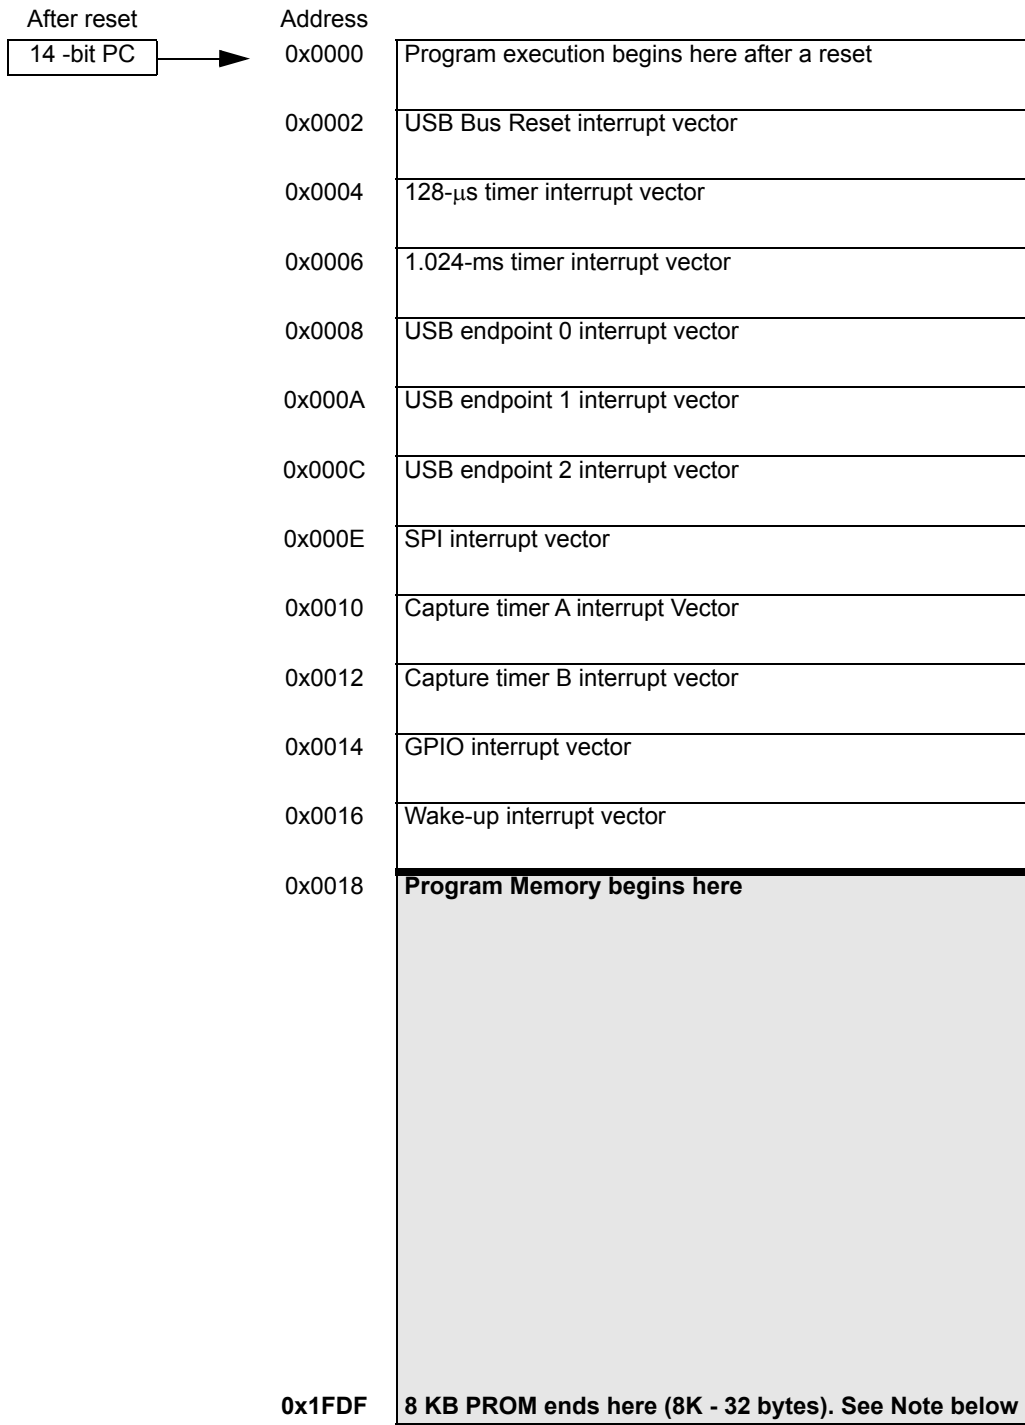 After reset Address
14 -bit PC 0x0000 Program execution begins here after a reset
0x0002 USB Bus Reset interrupt vector
0x0004 128-μs timer interrupt vector
0x0006 1.024-ms timer interrupt vector
0x0008 USB endpoint 0 interrupt vector
0x000A USB endpoint 1 interrupt vector
0x000C USB endpoint 2 interrupt vector
0x000E SPI interrupt vector
0x0010 Capture timer A interrupt Vector
0x0012 Capture timer B interrupt vector
0x0014 GPIO interrupt vector
0x0016 Wake-up interrupt vector
0x0018 Program Memory begins here
0x1FDF 8 KB PROM ends here (8K - 32 bytes). See Note below